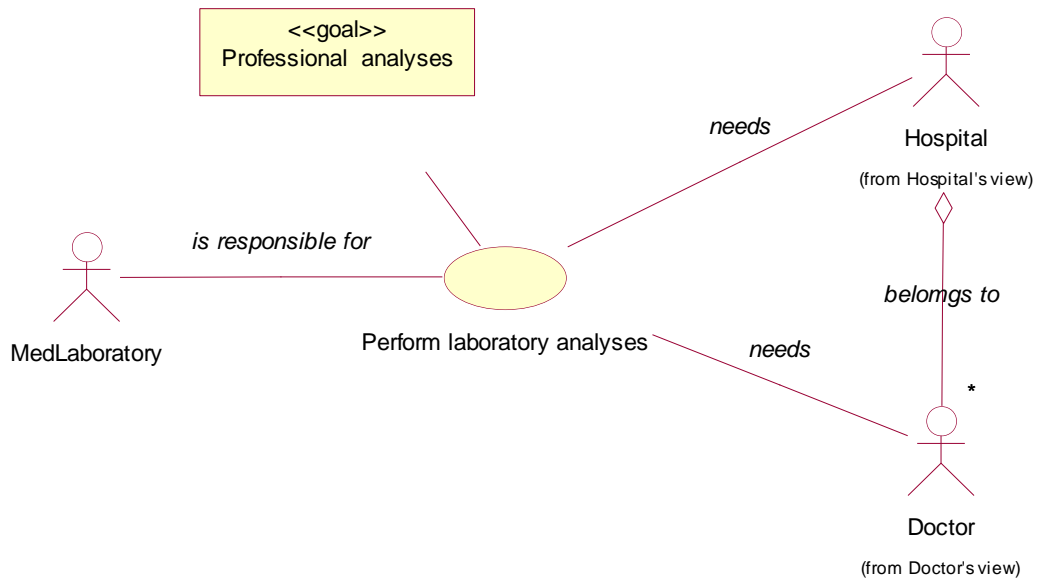 <<goal>>
Professional analyses
needs
Hospital
(from Hospital's view)
is responsible for
belomgs to
MedLaboratory
Perform laboratory analyses
needs
*
Doctor
(from Doctor's view)